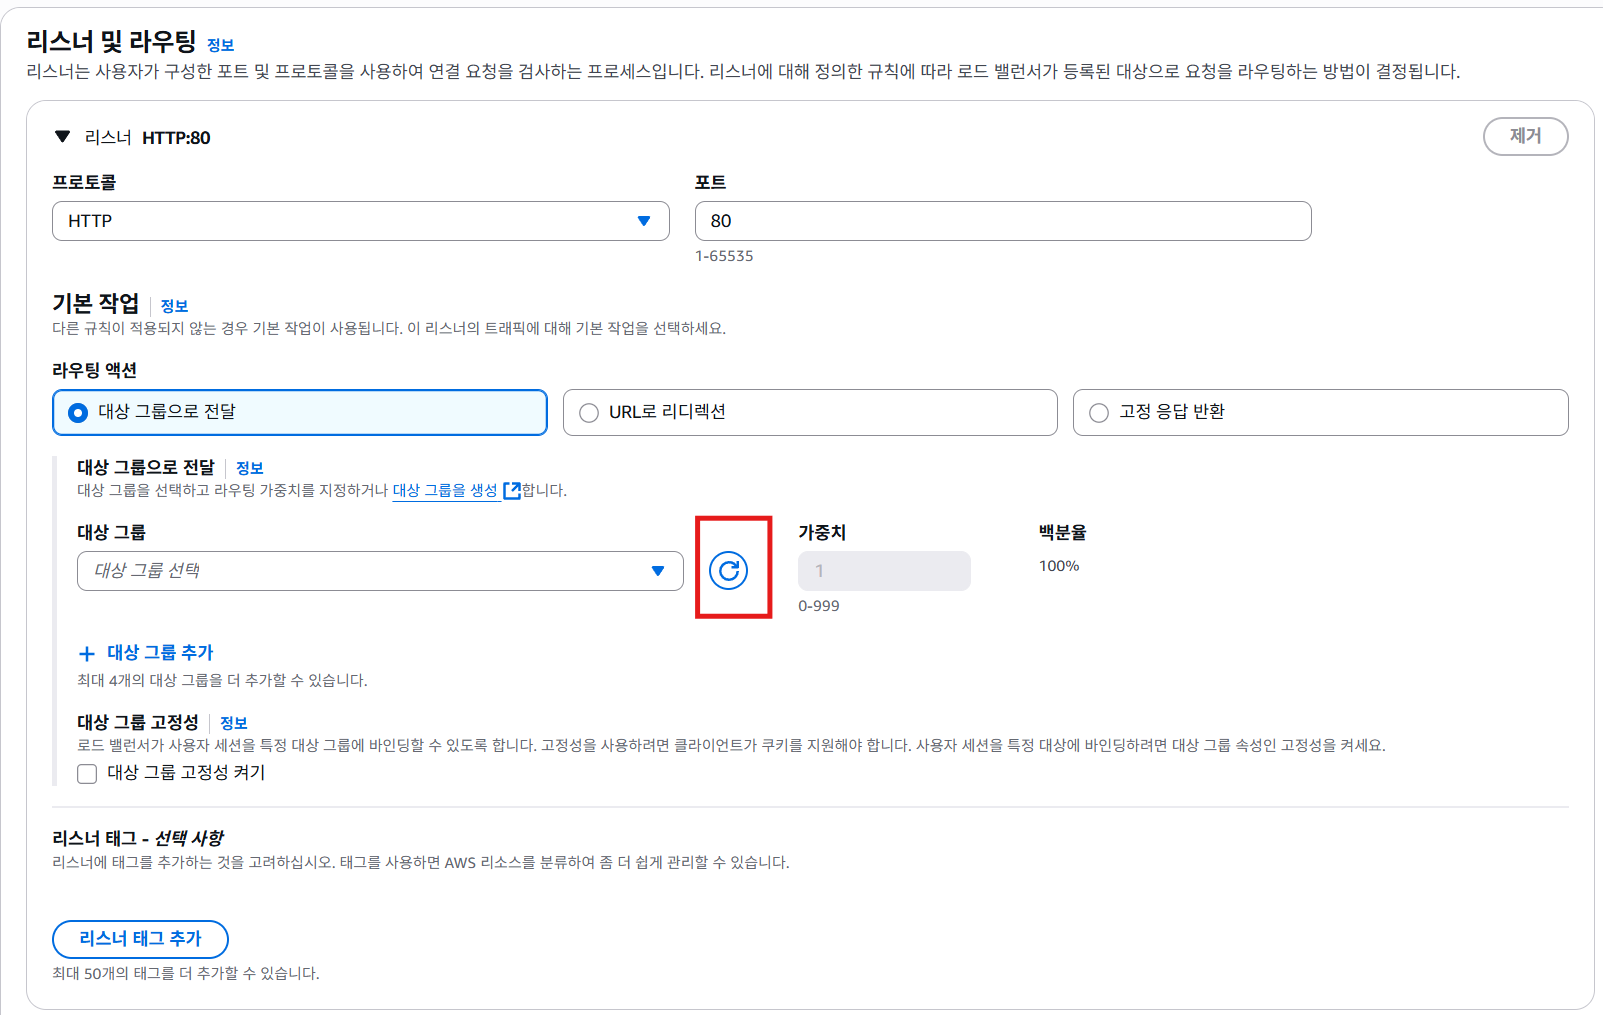 리스너 및 라우팅 정보
리스너는 사용자가 구성한 포트 및 프로토콜을 사용하여 연결 요청을 검사하는 프로세스입니다. 리스너에 대해 정의한 규칙에 따라 로드 밸런서가 등록된 대상으로 요청을 라우팅하는 방법이 결정됩니다.
리스너 HTTP:80
제거
프로토콜
포트
HTTP
80
1-65535
기본 작업 정보
다른 규칙이 적용되지 않는 경우 기본 작업이 사용됩니다. 이 리스너의 트래픽에 대해 기본 작업을 선택하세요.
라우팅 액션
대상 그룹으로 전달
URL로 리디렉션
고정 응답 반환
대상 그룹으로 전달 정보
대상 그룹을 선택하고 라우팅 가중치를 지정하거나 대상 그룹을 생성 합니다.
대상 그룹
가중치
백분율
대상 그룹 선택
1
100%
0-999
+ 대상 그룹 추가
최대 4개의 대상 그룹을 더 추가할 수 있습니다.
대상 그룹 고정성 정보
로드 밸런서가 사용자 세션을 특정 대상 그룹에 바인딩할 수 있도록 합니다. 고정성을 사용하려면 클라이언트가 쿠키를 지원해야 합니다. 사용자 세션을 특정 대상에 바인딩하려면 대상 그룹 속성인 고정성을 켜세요.
대상 그룹 고정성 켜기
리스너 태그 - 선택 사항
리스너에 태그를 추가하는 것을 고려하십시오. 태그를 사용하면 AWS 리소스를 분류하여 좀 더 쉽게 관리할 수 있습니다.
리스너 태그 추가
최대 50개의 태그를 더 추가할 수 있습니다.